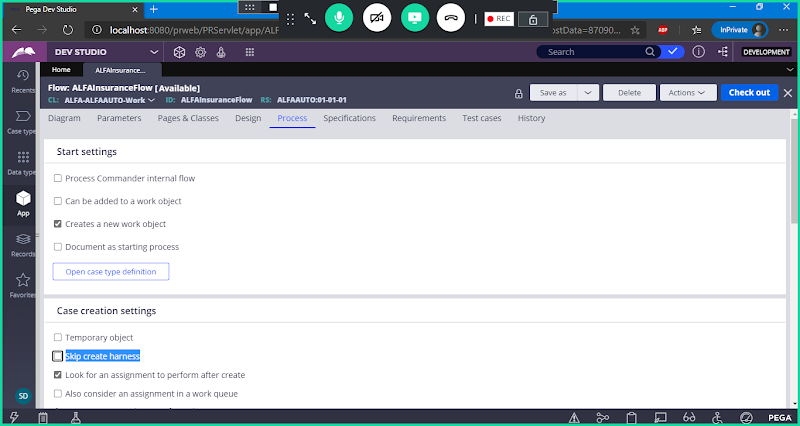 Pega Dev Studio
localhost:8080/prweb/PRServlet/app/ALF
REC
ostData=87090...
ABP
InPrivate
DEV STUDIO
Search
DEVELOPMENT
Home
ALFAInsurance...
Recents
Case type
Data type
App
Records
Favorite
SD
Flow: ALFAInsuranceFlow [Available]
CL: ALFA-ALFAAUTO-Work ID: ALFAInsuranceFlow RS: ALFAAUTO:01-01-01
Save as
Delete
Actions
Check out
Diagram Parameters Pages & Classes Design Process Specifications Requirements Test cases History
Start settings
Process Commander internal flow
Can be added to a work object
Creates a new work object
Document as starting process
Open case type definition
Case creation settings
Temporary object
Skip create harness
Look for an assignment to perform after create
Also consider an assignment in a work queue
PEGA